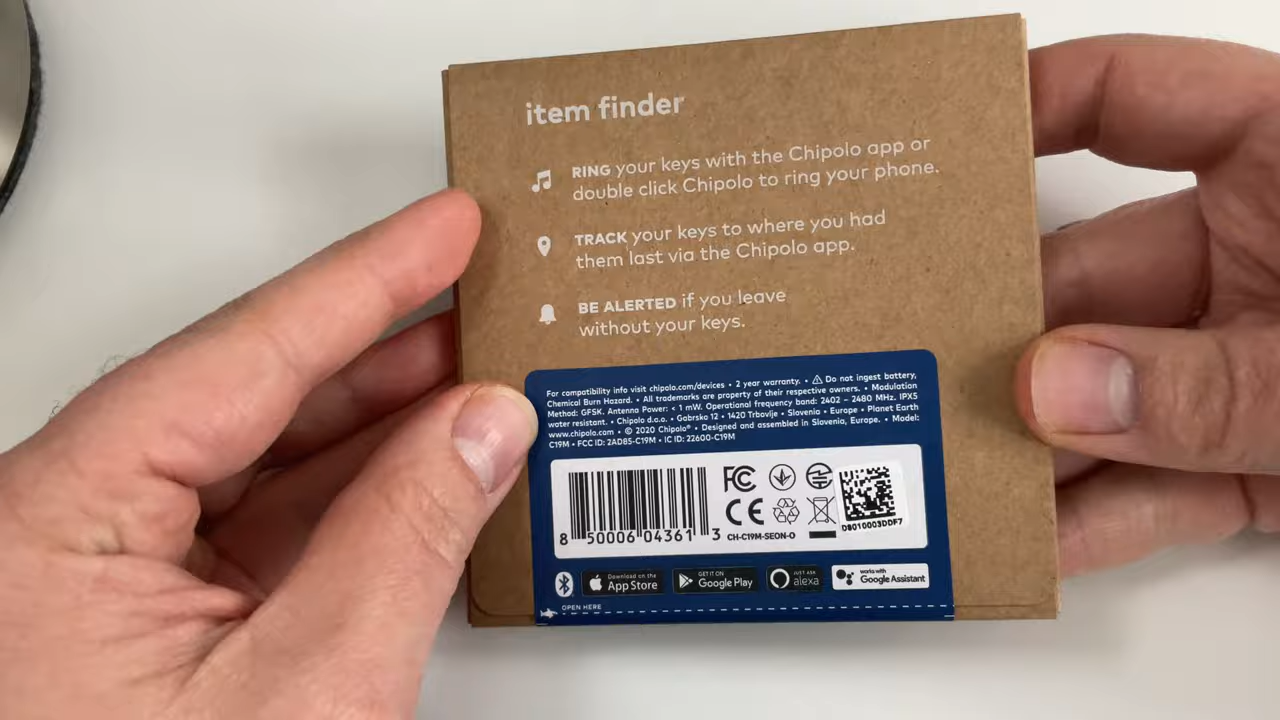 item finder
RING your keys with the Chipolo app or
double click Chipolo to ring your phone.
TRACK your keys to where you had
them last via the Chipolo app.
BE ALERTED if you leave
without your keys.
For compatibility info visit chipolo.com/devices • 2 year warranty. • ⚠ Do not ingest battery,
Chemical Burn Hazard. • All trademarks are property of their respective owners. • Modulation
Method: GFSK. Antenna Power: < 1 mW. Operational frequency band: 2402 – 2480 MHz. IPX5
water resistant. • Chipolo d.o.o. • Gabrsko 12 • 1420 Trbovlje • Slovenia • Europe • Planet Earth
www.chipolo.com • © 2020 Chipolo® • Designed and assembled in Slovenia, Europe. • Model:
C19M • FCC ID: 2AD85-C19M • IC ID: 22600-C19M
FC
CE
8 50006 04361 3
CH-C19M-SEON-O
D8010003DDF7
Download on the
App Store
GET IT ON
Google Play
JUST ASK
alexa
works with
Google Assistant
OPEN HERE